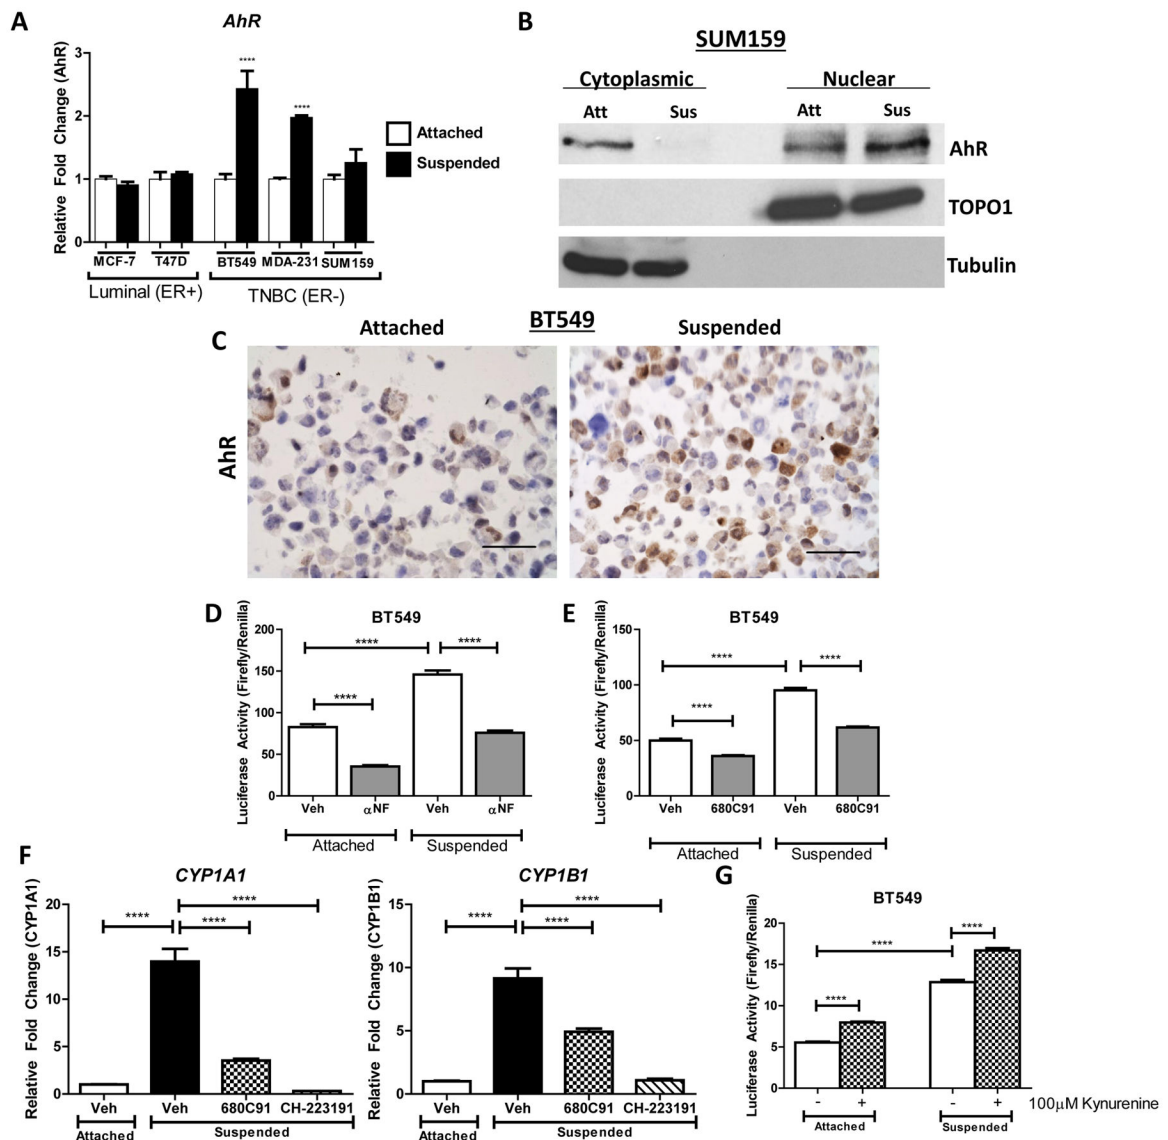 A
AhR
Relative Fold Change (AhR)
3
2
1
0
****
****
Attached
Suspended
MCF-7 T47D BT549 MDA-231 SUM159
Luminal (ER+) TNBC (ER-)
B
SUM159
Cytoplasmic Nuclear
Att Sus Att Sus
AhR
TOPO1
Tubulin
C
BT549
Attached Suspended
AhR
D
BT549
Luciferase Activity (Firefly/Renilla)
200
150
100
50
0
**** ****
****
Veh αNF Veh αNF
Attached Suspended
E
BT549
Luciferase Activity (Firefly/Renilla)
150
100
50
0
**** ****
****
Veh 680C91 Veh 680C91
Attached Suspended
F
CYP1A1
Relative Fold Change (CYP1A1)
20
15
10
5
0
****
**** ****
Veh Veh 680C91 CH-223191
Attached Suspended
CYP1B1
Relative Fold Change (CYP1B1)
15
10
5
0
****
**** ****
Veh Veh 680C91 CH-223191
Attached Suspended
G
BT549
Luciferase Activity (Firefly/Renilla)
20
15
10
5
0
****
****
****
- + - + 100μM Kynurenine
Attached Suspended